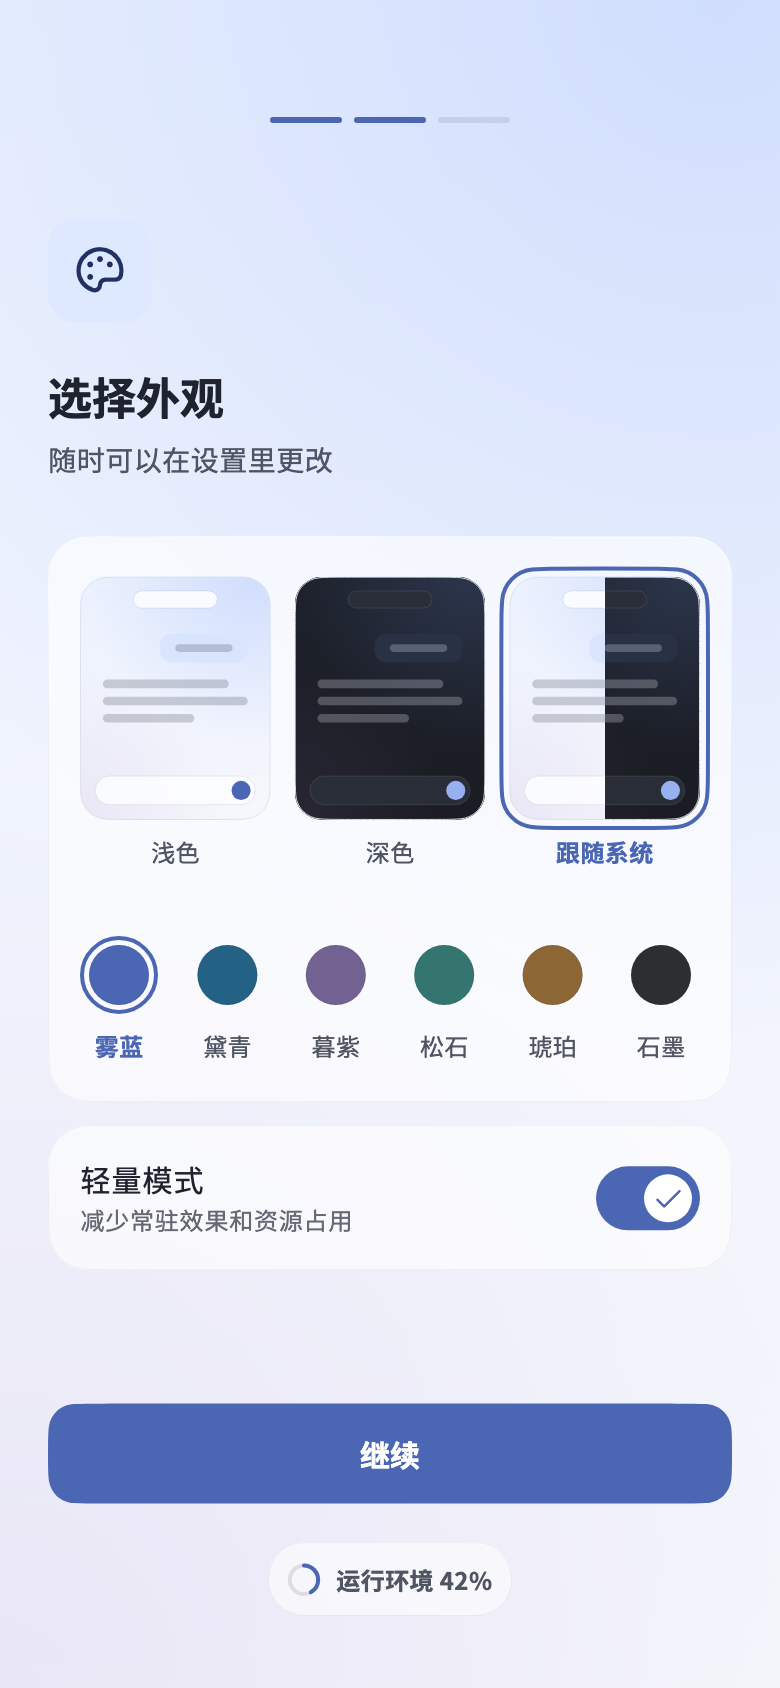 选择外观
随时可以在设置里更改
浅色
深色
跟随系统
雾蓝
黛青
暮紫
松石
琥珀
石墨
轻量模式
减少常驻效果和资源占用
继续
运行环境 42%